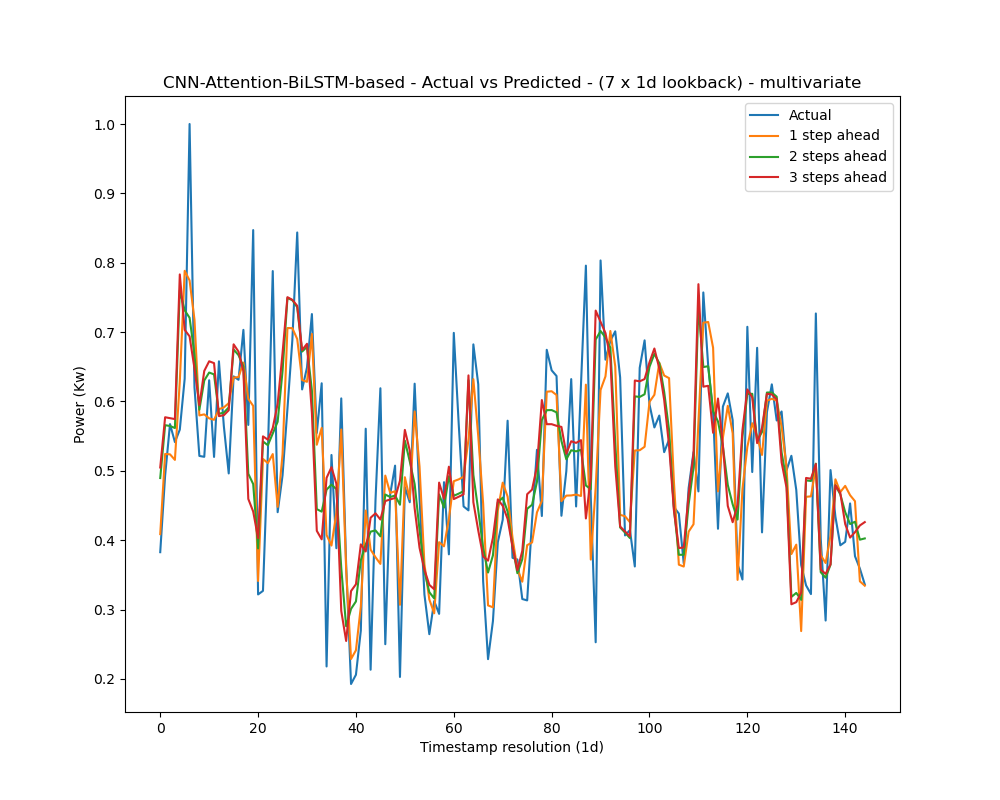 CNN-Attention-BiLSTM-based - Actual vs Predicted - (7 x 1d lookback) - multivariate
Actual
1 step ahead
2 steps ahead
3 steps ahead
1.0
0.9
0.8
0.7
0.6
0.5
0.4
0.3
0.2
Power (Kw)
0 20 40 60 80 100 120 140
Timestamp resolution (1d)